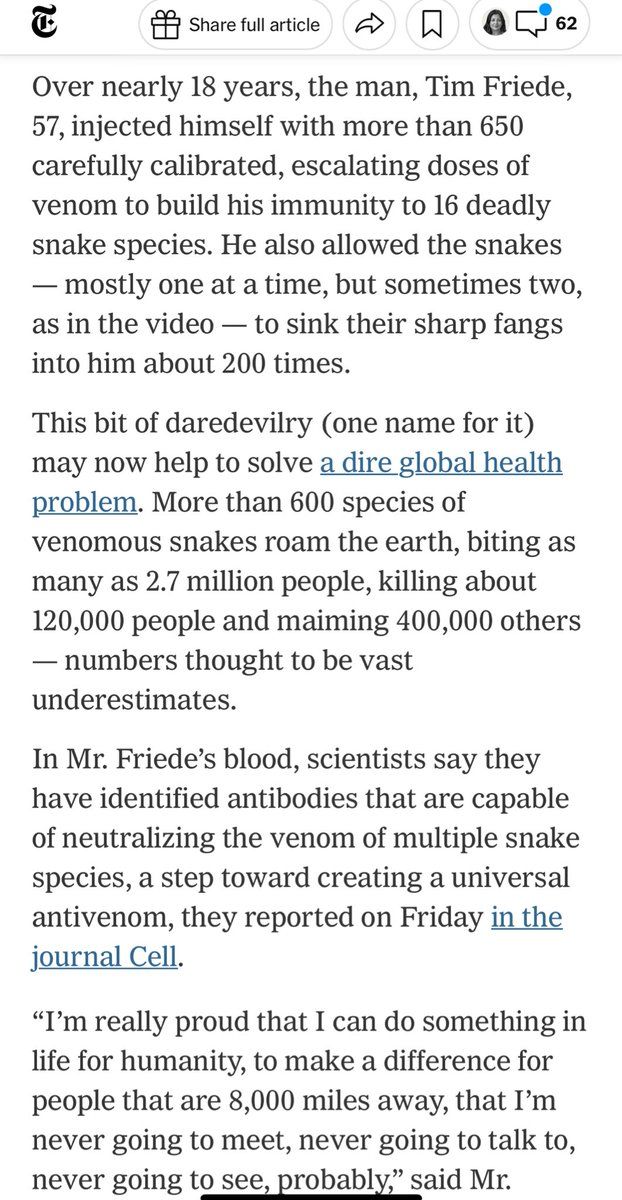 T
Share full article
62
Over nearly 18 years, the man, Tim Friede,
57, injected himself with more than 650
carefully calibrated, escalating doses of
venom to build his immunity to 16 deadly
snake species. He also allowed the snakes
— mostly one at a time, but sometimes two,
as in the video — to sink their sharp fangs
into him about 200 times.
This bit of daredevilry (one name for it)
may now help to solve a dire global health
problem. More than 600 species of
venomous snakes roam the earth, biting as
many as 2.7 million people, killing about
120,000 people and maiming 400,000 others
— numbers thought to be vast
underestimates.
In Mr. Friede’s blood, scientists say they
have identified antibodies that are capable
of neutralizing the venom of multiple snake
species, a step toward creating a universal
antivenom, they reported on Friday in the
journal Cell.
“I’m really proud that I can do something in
life for humanity, to make a difference for
people that are 8,000 miles away, that I’m
never going to meet, never going to talk to,
never going to see, probably,” said Mr.